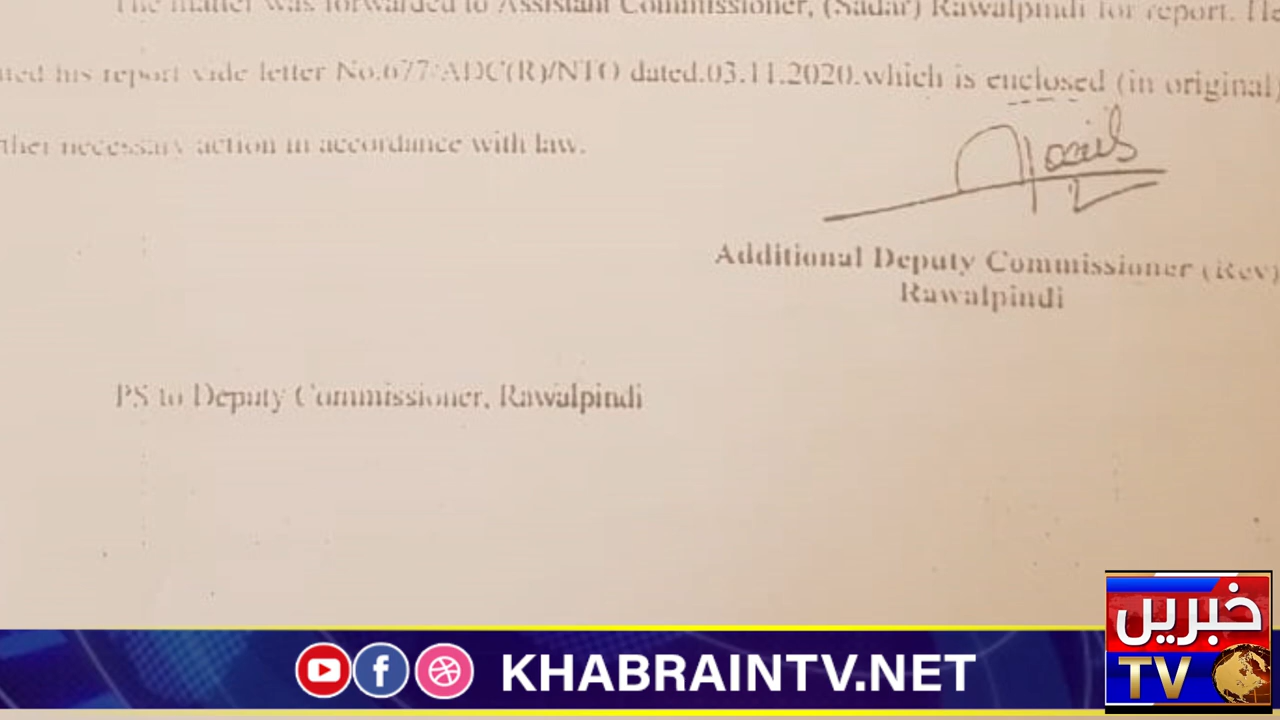 The matter was forwarded to Assistant Commissioner, (Sadar) Rawalpindi for report. He
ted his report vide letter No.677/ADC(R)/NTO dated.03.11.2020.which is enclosed (in original)
ther necessary action in accordance with law.
Additional Deputy Commissioner (Rev)
Rawalpindi
PS to Deputy Commissioner, Rawalpindi
KHABRAINTV.NET
خبریں
TV